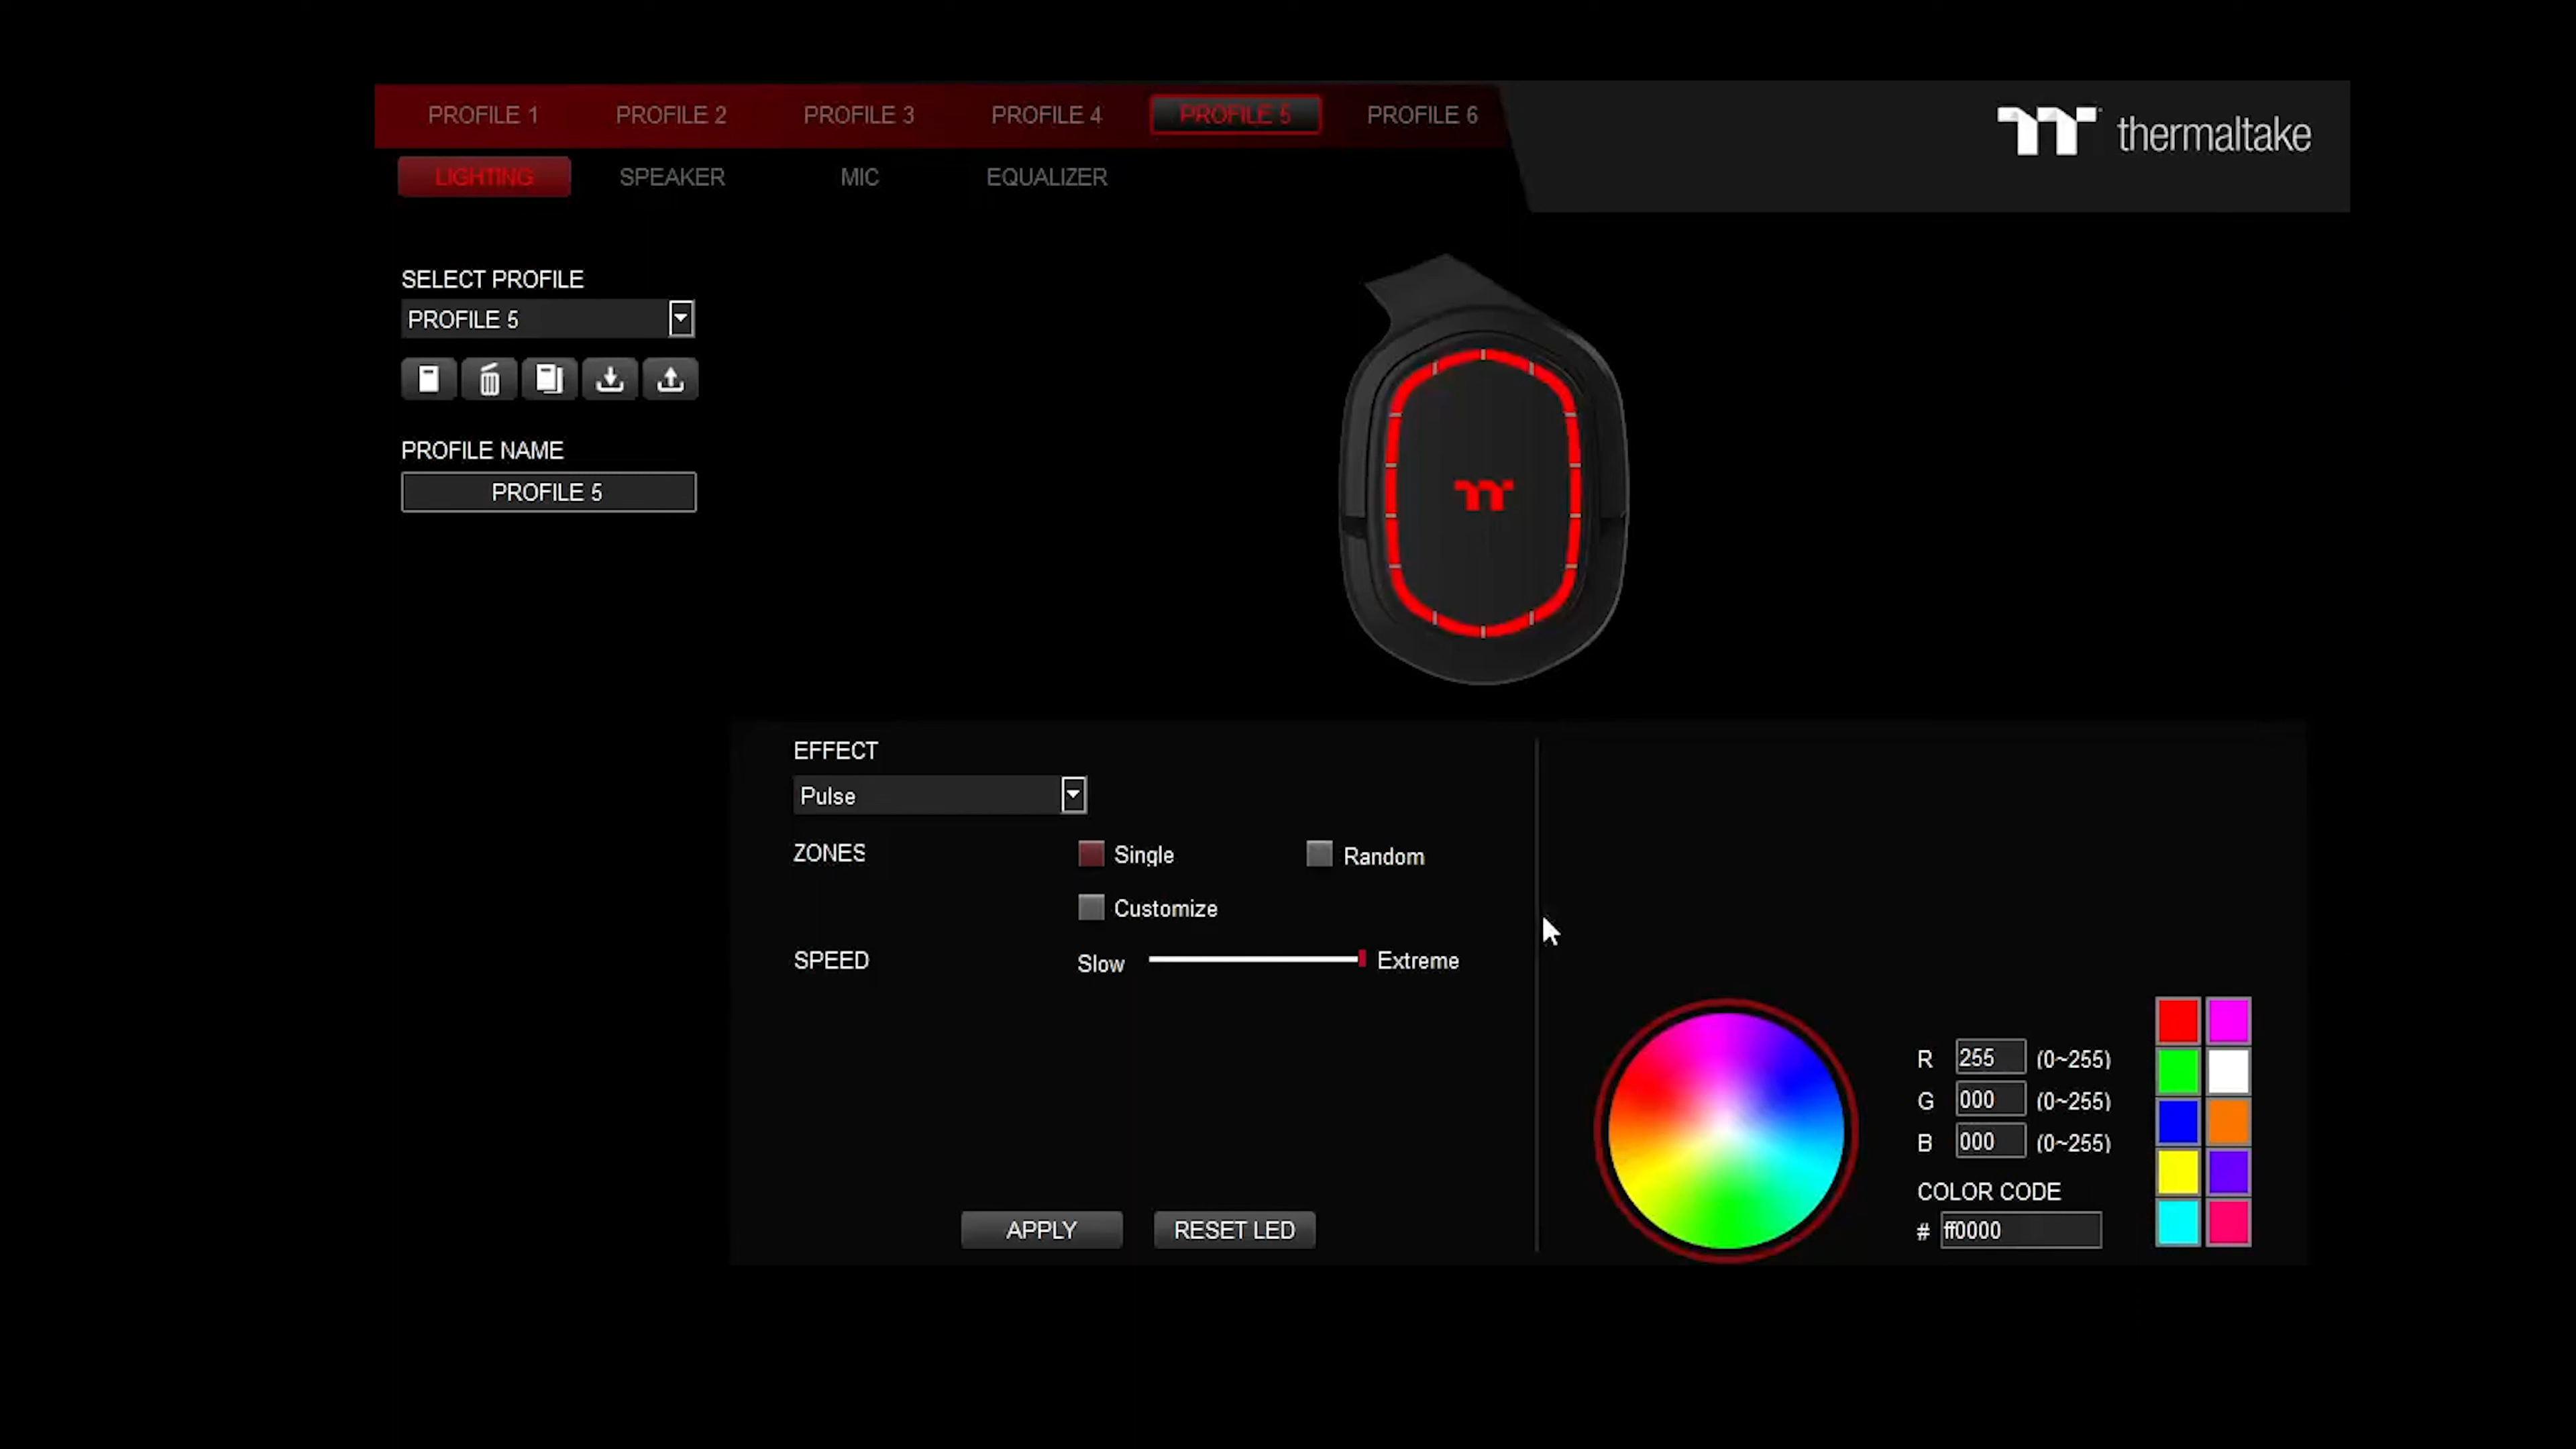 PROFILE 1 PROFILE 2 PROFILE 3 PROFILE 4 PROFILE 5 PROFILE 6
thermaltake
LIGHTING SPEAKER MIC EQUALIZER
SELECT PROFILE
PROFILE 5
PROFILE NAME
PROFILE 5
EFFECT
Pulse
ZONES Single Random
Customize
SPEED Slow Extreme
R 255 (0~255)
G 000 (0~255)
B 000 (0~255)
COLOR CODE
# ff0000
APPLY RESET LED